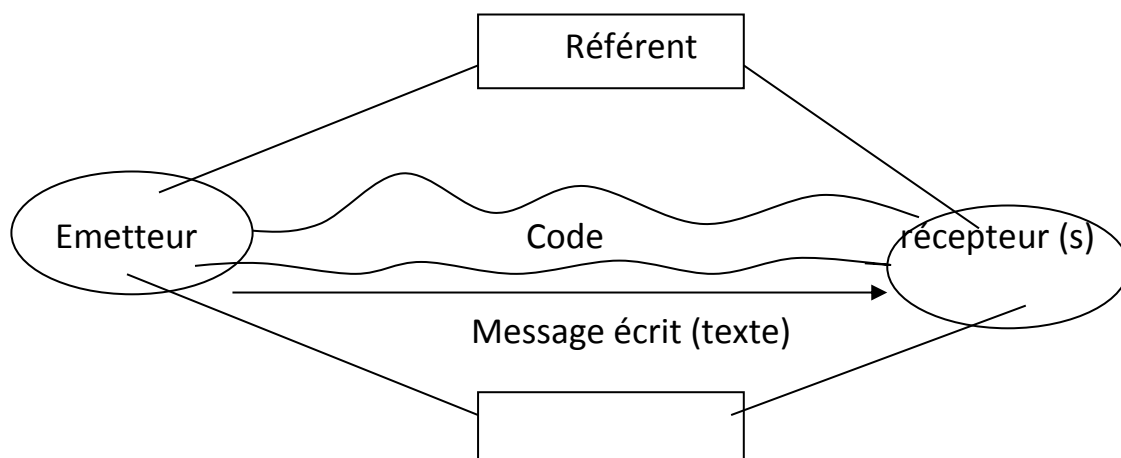 Référent
Emetteur
Code
récepteur (s)
Message écrit (texte)